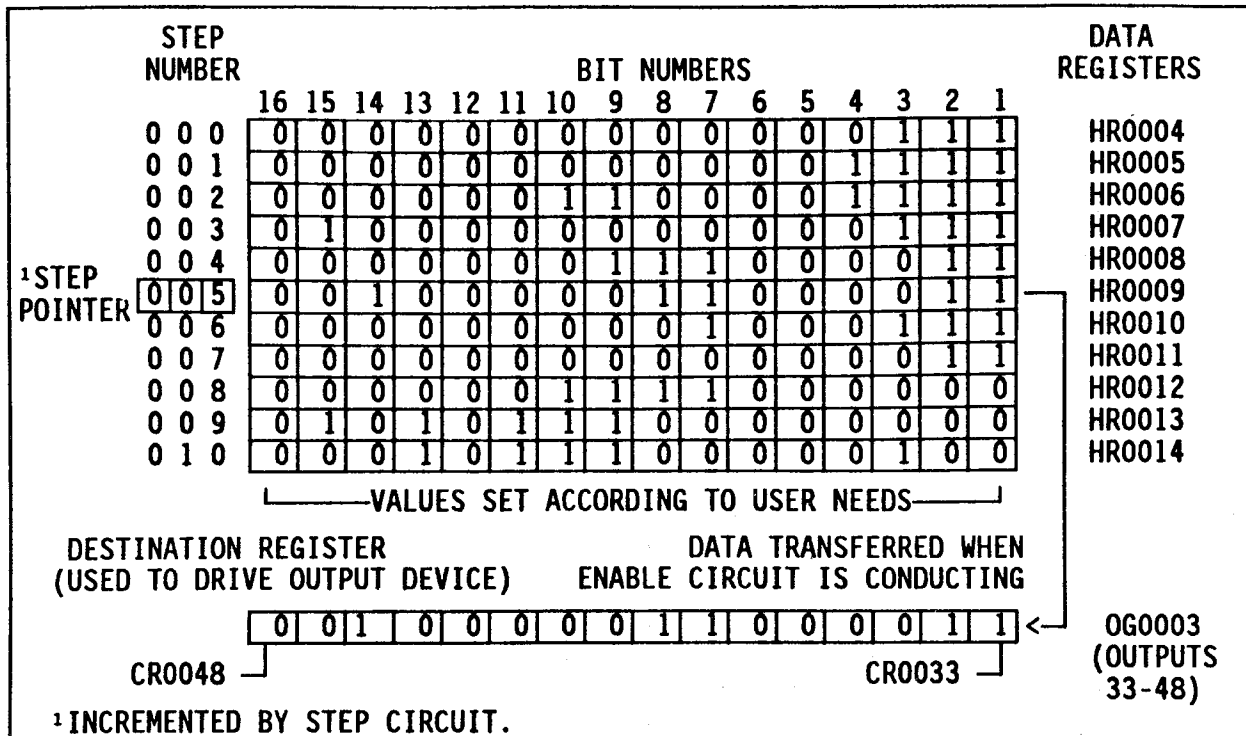 STEP NUMBER BIT NUMBERS DATA REGISTERS
16 15 14 13 12 11 10 9 8 7 6 5 4 3 2 1
0 0 0 0 0 0 0 0 0 0 0 0 0 0 0 0 1 1 1 HR0004
0 0 1 0 0 0 0 0 0 0 0 0 0 0 0 1 1 1 1 HR0005
0 0 2 0 0 0 0 0 0 1 1 0 0 0 0 1 1 1 1 HR0006
0 0 3 0 1 0 0 0 0 0 0 0 0 0 0 0 1 1 1 HR0007
0 0 4 0 0 0 0 0 0 0 1 1 1 0 0 0 0 1 1 HR0008
¹STEP POINTER 0 0 5 0 0 1 0 0 0 0 0 1 1 0 0 0 0 1 1 HR0009
0 0 6 0 0 0 0 0 0 0 0 0 1 0 0 0 1 1 1 HR0010
0 0 7 0 0 0 0 0 0 0 0 0 0 0 0 0 0 1 1 HR0011
0 0 8 0 0 0 0 0 0 1 1 1 1 0 0 0 0 0 0 HR0012
0 0 9 0 1 0 1 0 1 1 1 0 0 0 0 0 0 0 0 HR0013
0 1 0 0 0 0 1 0 1 1 1 0 0 0 0 0 1 0 0 HR0014
VALUES SET ACCORDING TO USER NEEDS
DESTINATION REGISTER
(USED TO DRIVE OUTPUT DEVICE)
DATA TRANSFERRED WHEN
ENABLE CIRCUIT IS CONDUCTING
0 0 1 0 0 0 0 0 1 1 0 0 0 0 1 1 OG0003
(OUTPUTS
33-48)
CR0048 CR0033
¹INCREMENTED BY STEP CIRCUIT.